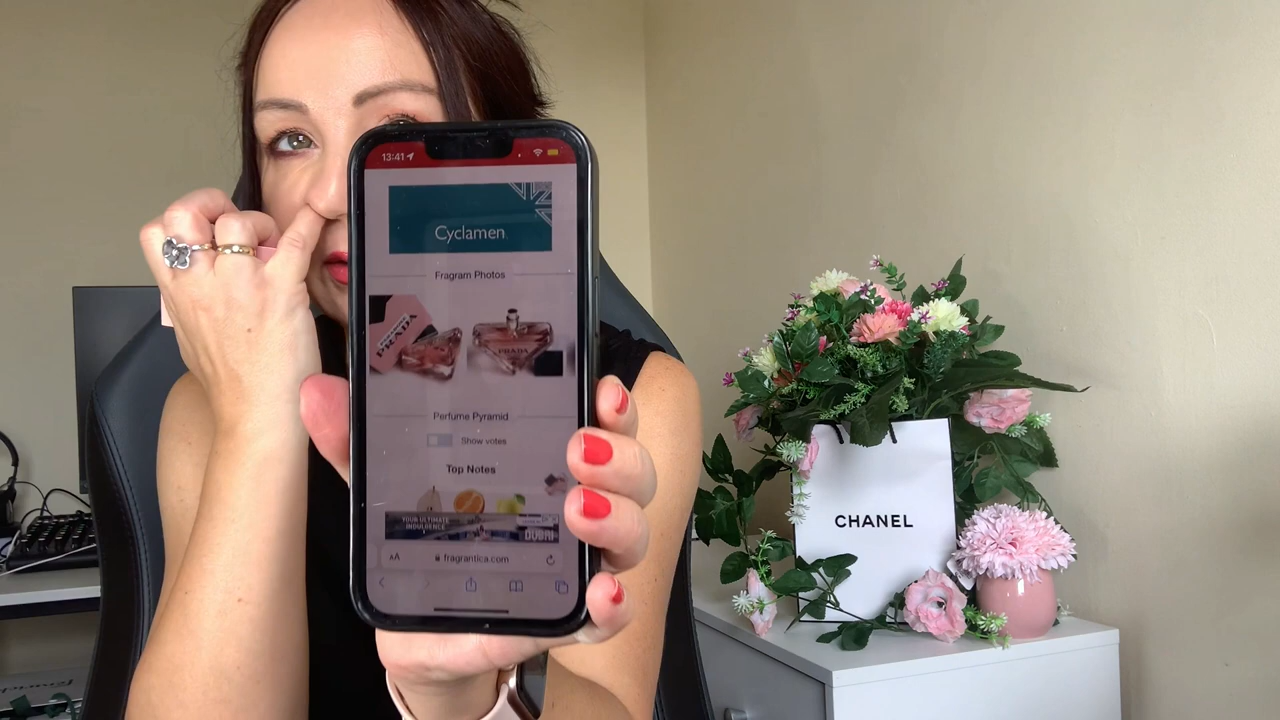 13:41
Cyclamen
Fragram Photos
PRADA
PRADA
Perfume Pyramid
Show votes
Top Notes
YOUR ULTIMATE
INDULGENCE
DUBAI
AA
fragrantica.com
CHANEL